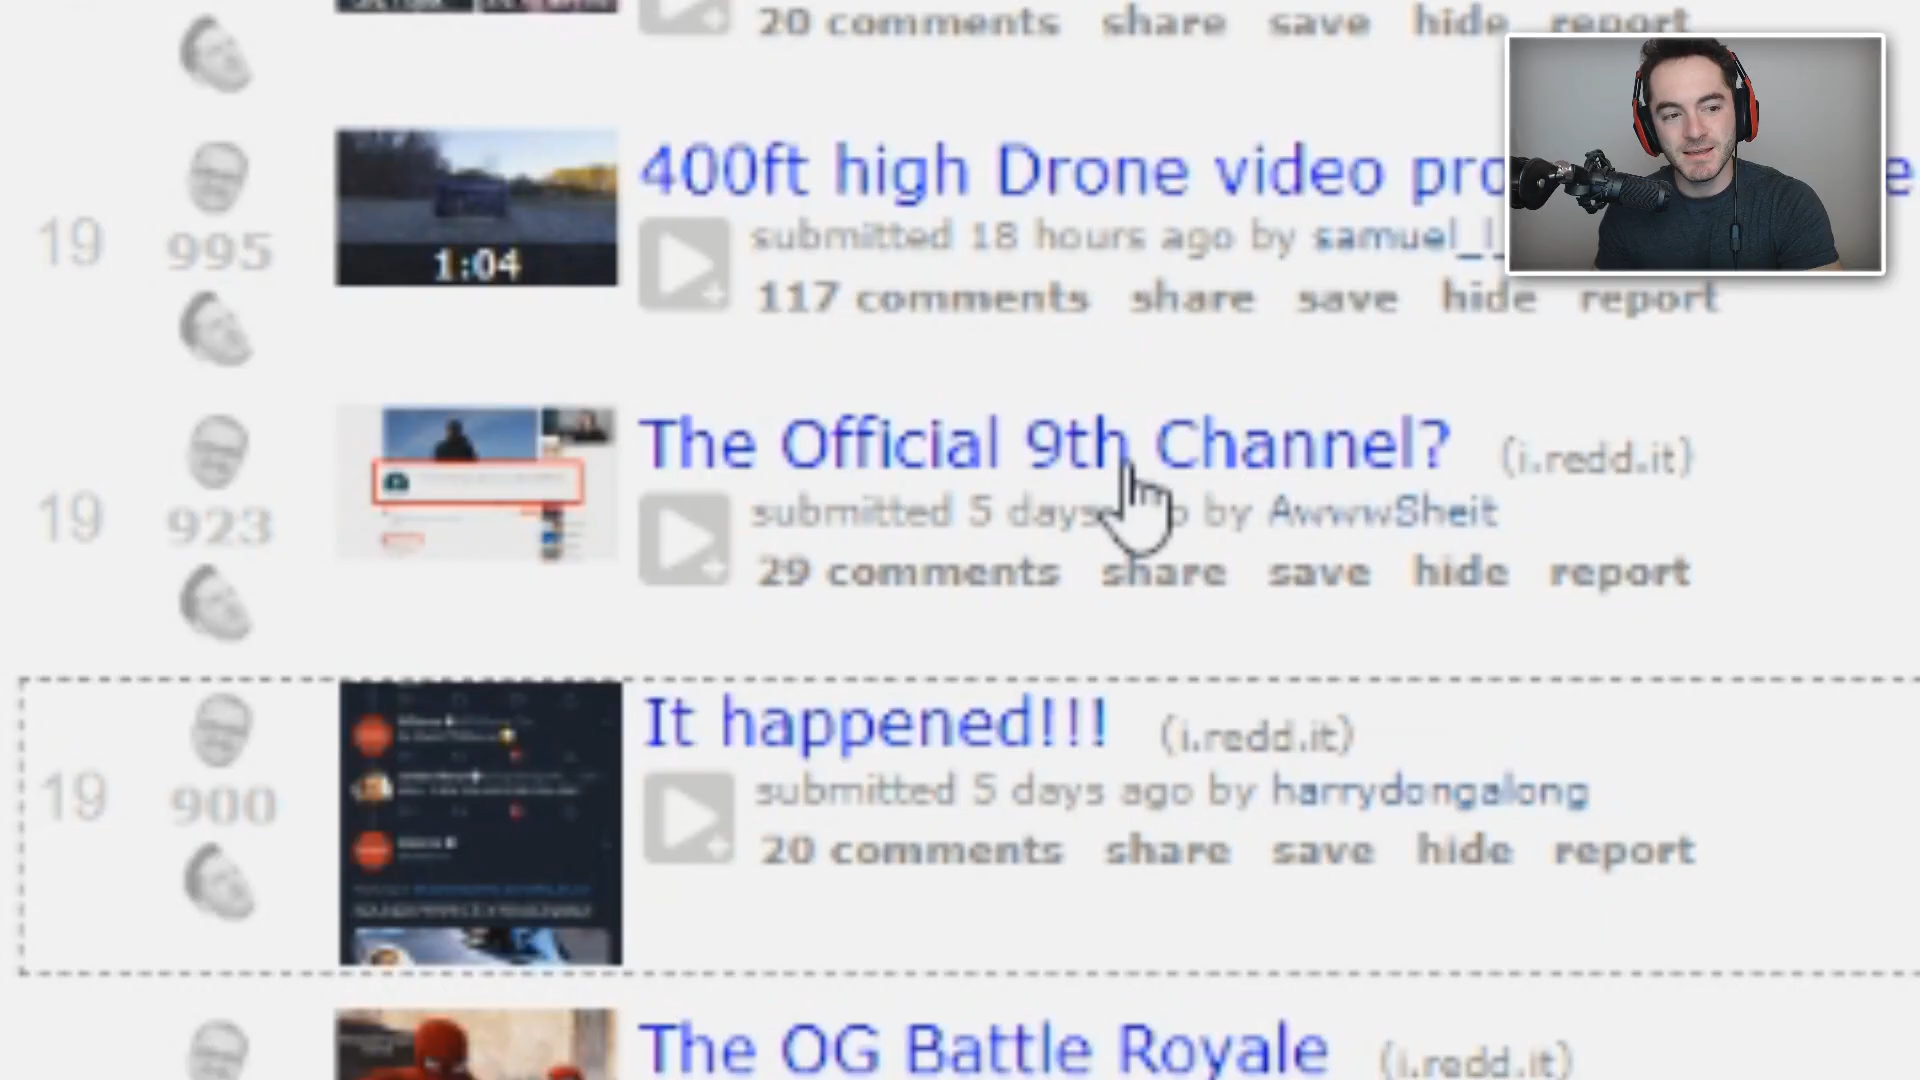 20 comments share save hide report
400ft high Drone video pro e
19
995
1:04
submitted 18 hours ago by samuel_l_
117 comments share save hide report
The Official 9th Channel? (i.redd.it)
19
923
submitted 5 days o by AwwwSheit
29 comments share save hide report
It happened!!! (i.redd.it)
19
900
submitted 5 days ago by harrydongalong
20 comments share save hide report
The OG Battle Royale (i.redd.it)